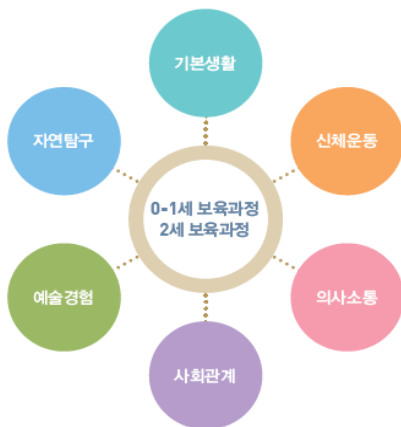 기본생활
자연탐구
신체운동
0-1세 보육과정
2세 보육과정
예술경험
의사소통
사회관계